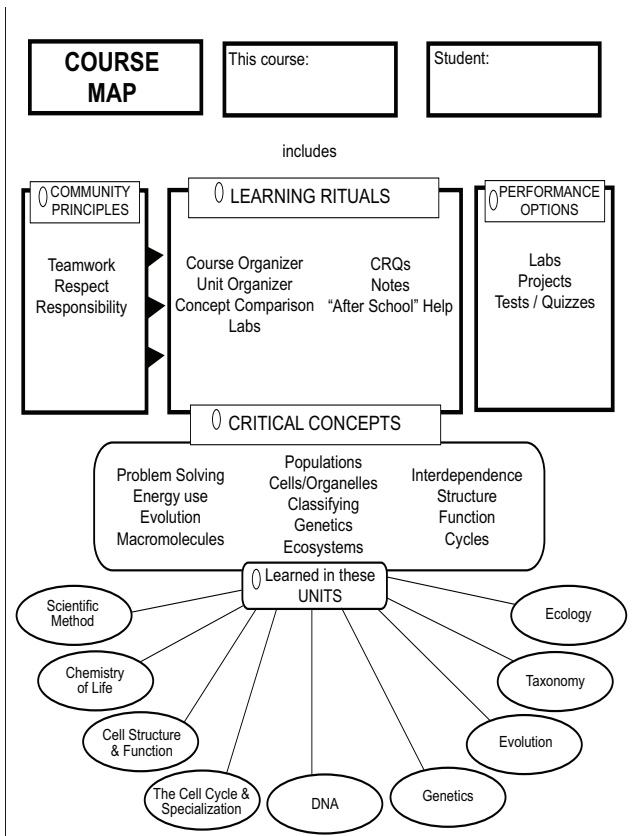 COURSE
MAP
This course:
Student:
includes
COMMUNITY
PRINCIPLES
Teamwork
Respect
Responsibility
LEARNING RITUALS
Course Organizer
Unit Organizer
Concept Comparison
Labs
CRQs
Notes
“After School” Help
PERFORMANCE
OPTIONS
Labs
Projects
Tests / Quizzes
CRITICAL CONCEPTS
Problem Solving
Energy use
Evolution
Macromolecules
Populations
Cells/Organelles
Classifying
Genetics
Ecosystems
Interdependence
Structure
Function
Cycles
Learned in these
UNITS
Scientific
Method
Chemistry
of Life
Cell Structure
& Function
The Cell Cycle &
Specialization
DNA
Genetics
Evolution
Taxonomy
Ecology